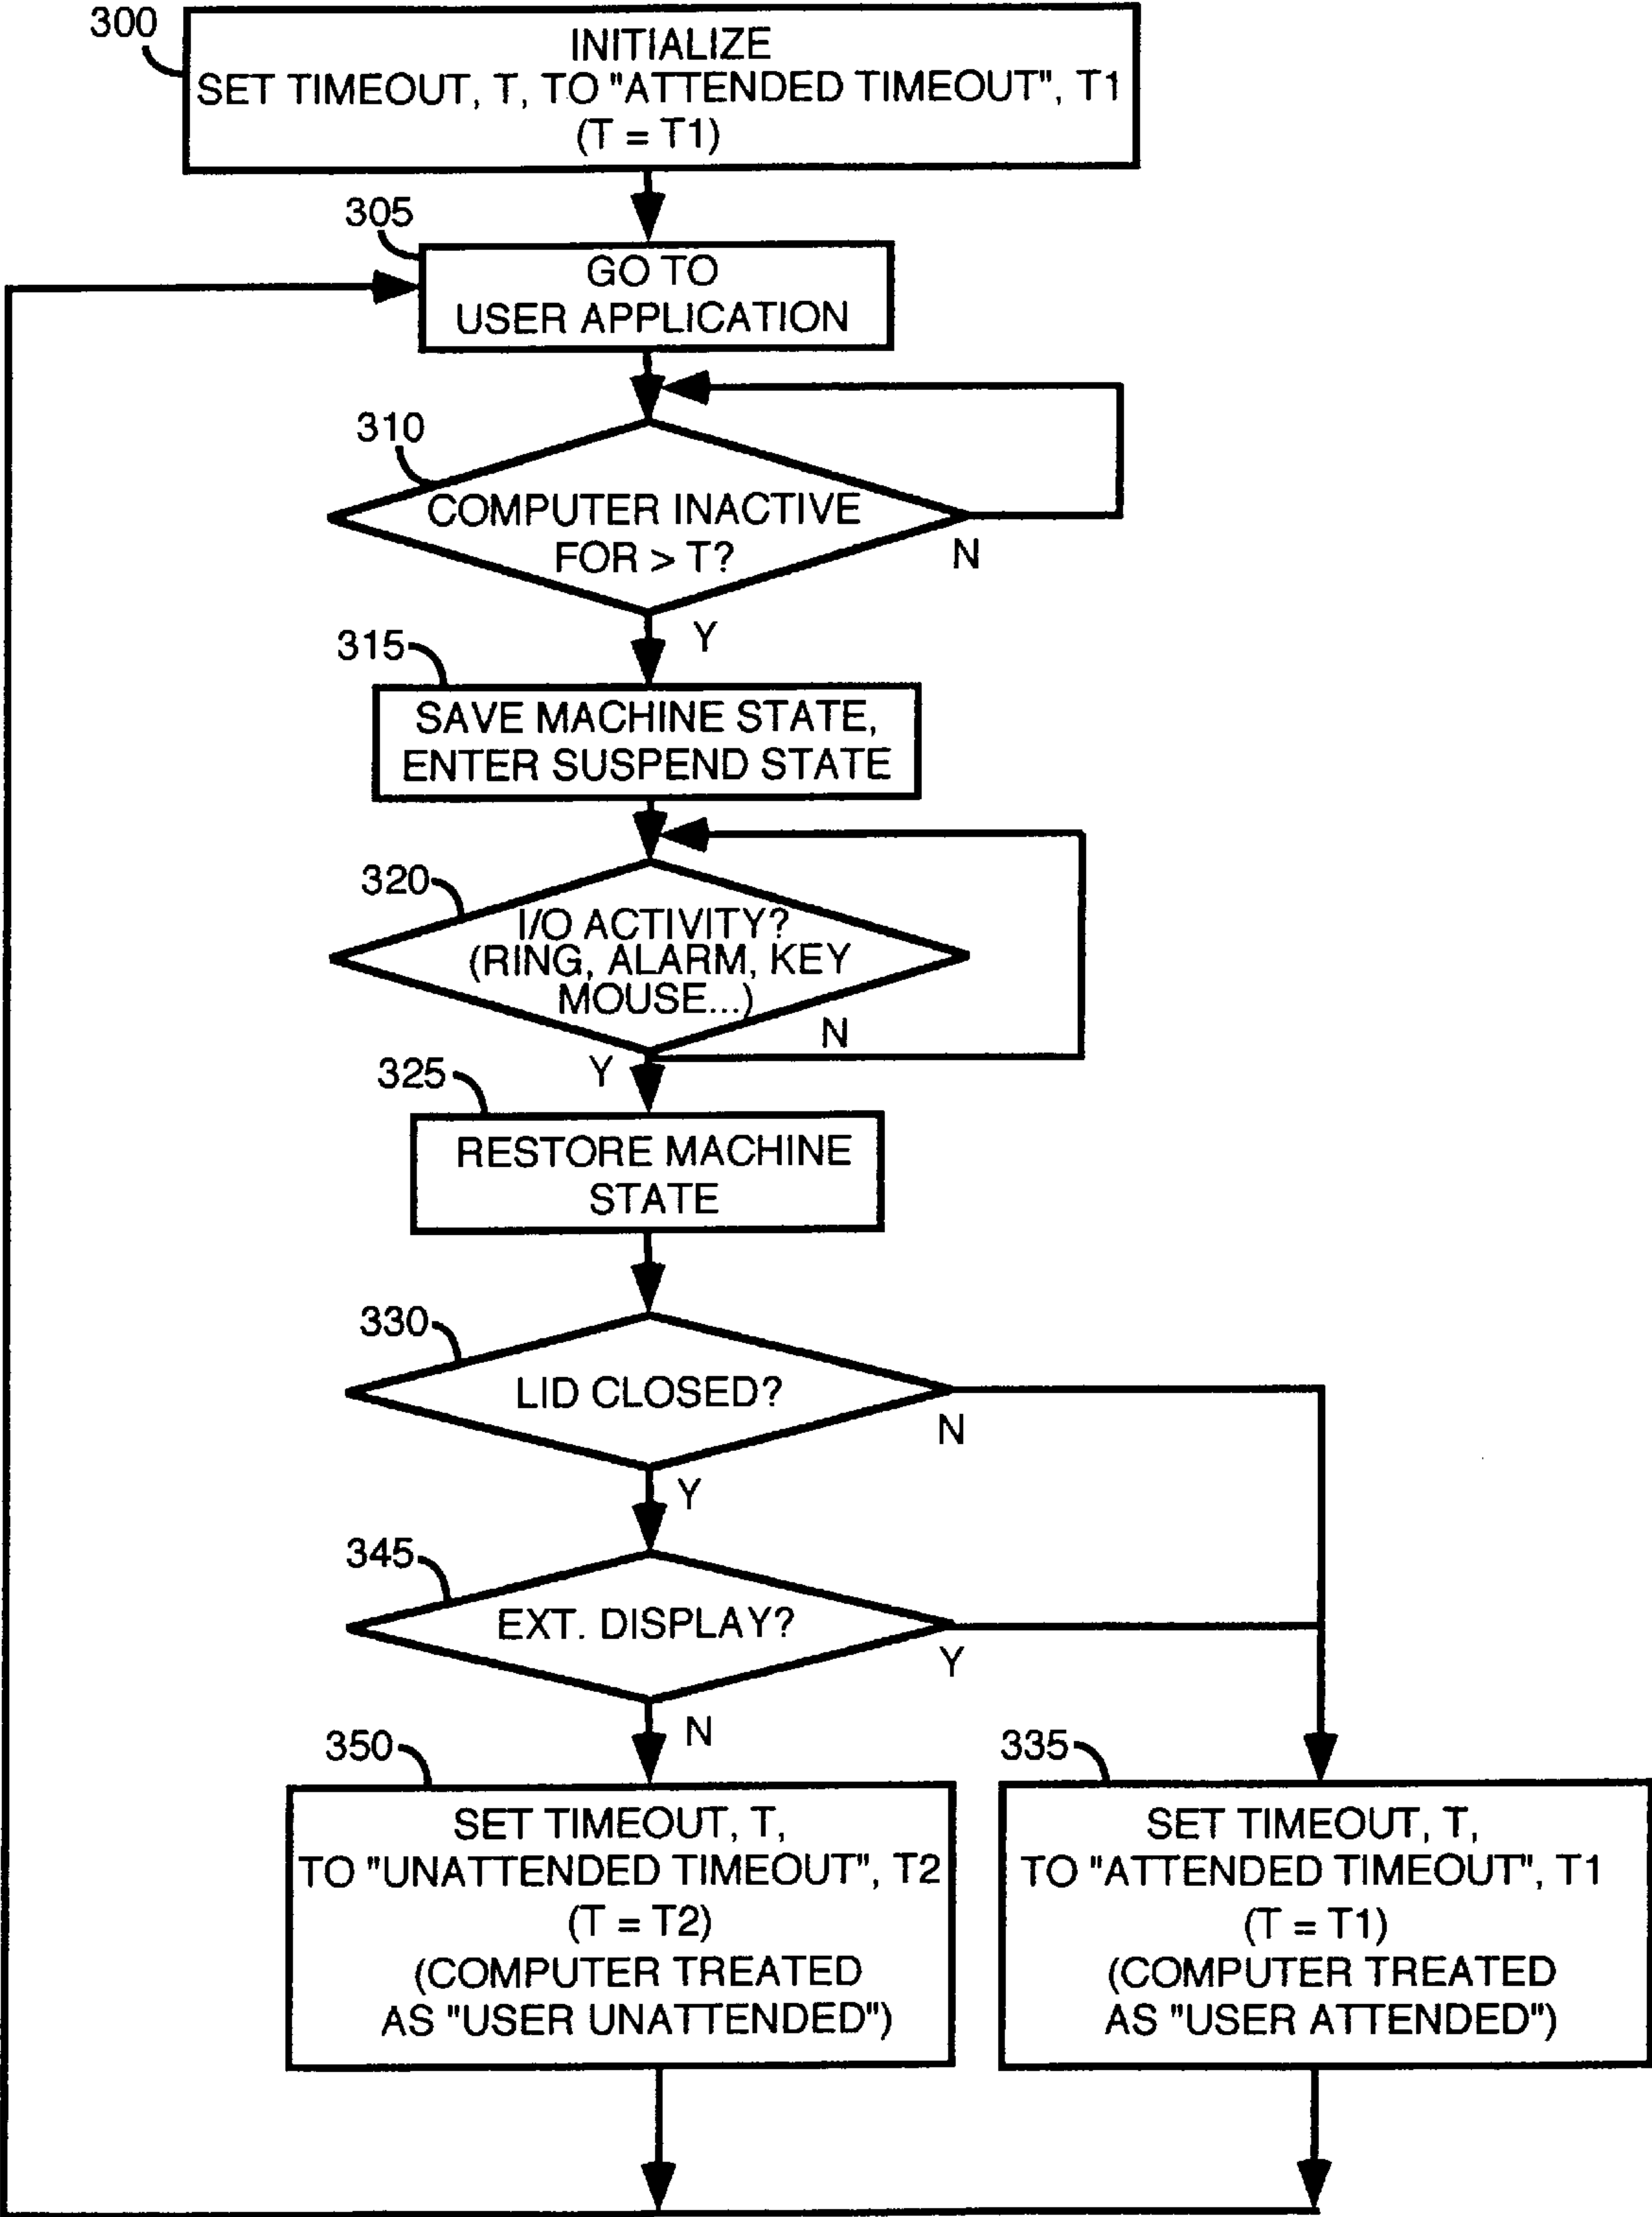 300
INITIALIZE
SET TIMEOUT, T, TO "ATTENDED TIMEOUT", T1
(T = T1)
305
GO TO
USER APPLICATION
310
COMPUTER INACTIVE
FOR > T?
N
Y
315
SAVE MACHINE STATE,
ENTER SUSPEND STATE
320
I/O ACTIVITY?
(RING, ALARM, KEY
MOUSE...)
N
Y
325
RESTORE MACHINE
STATE
330
LID CLOSED?
N
Y
345
EXT. DISPLAY?
Y
N
350
SET TIMEOUT, T,
TO "UNATTENDED TIMEOUT", T2
(T = T2)
(COMPUTER TREATED
AS "USER UNATTENDED")
335
SET TIMEOUT, T,
TO "ATTENDED TIMEOUT", T1
(T = T1)
(COMPUTER TREATED
AS "USER ATTENDED")